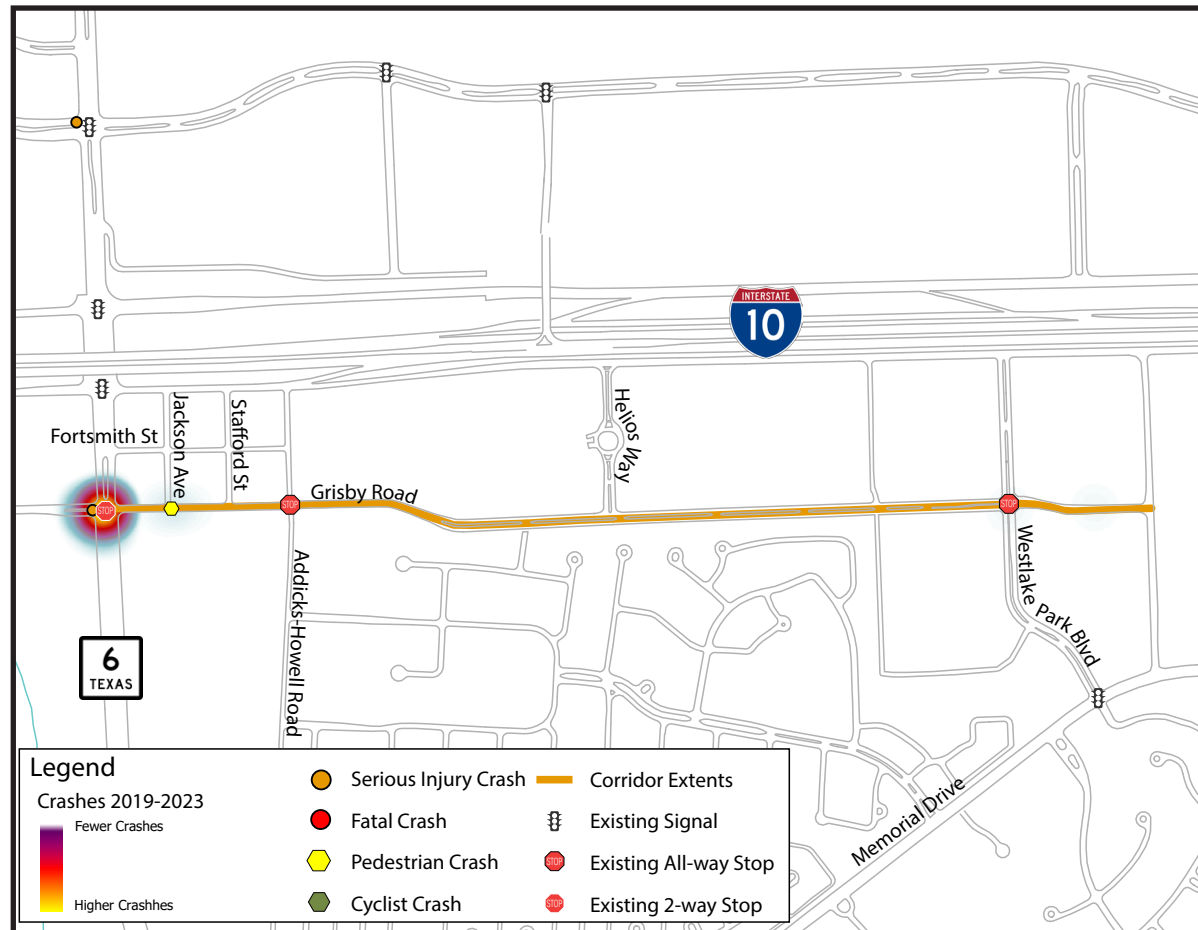 INTERSTATE
10
Fortsmith St
Jackson Ave
Stafford St
Helios Way
STOP
STOP
Grisby Road
STOP
Addicks-Howell Road
Westlake Park Blvd
6
TEXAS
Memorial Drive
Legend
Crashes 2019-2023
Fewer Crashes
Higher Crashhes
Serious Injury Crash
Fatal Crash
Pedestrian Crash
Cyclist Crash
Corridor Extents
Existing Signal
STOP
Existing All-way Stop
STOP
Existing 2-way Stop